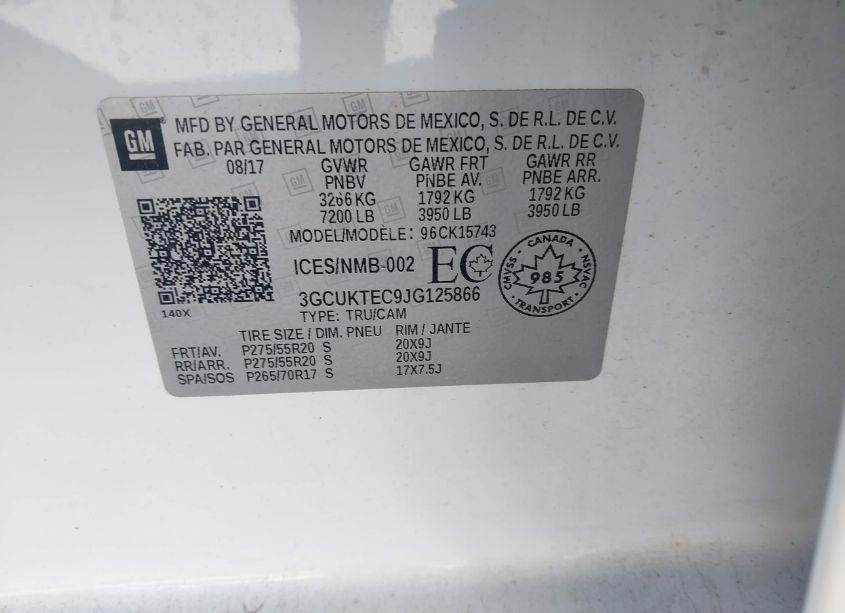 GM
MFD BY GENERAL MOTORS DE MEXICO, S. DE R.L. DE C.V.
FAB. PAR GENERAL MOTORS DE MEXICO, S. DE R.L. DE C.V.
08/17 GVWR GAWR FRT GAWR RR
PNBV PNBE AV. PNBE ARR.
3266 KG 1792 KG 1792 KG
7200 LB 3950 LB 3950 LB
MODEL/MODÈLE: 96CK15743
ICES/NMB-002 EC
CANADA
CMVSS 985 NSVAC
TRANSPORT
3GCUKTEC9JG125866
140X TYPE: TRU/CAM
TIRE SIZE / DIM. PNEU RIM / JANTE
FRT/AV. P275/55R20 S 20X9J
RR/ARR. P275/55R20 S 20X9J
SPA/SOS P265/70R17 S 17X7.5J